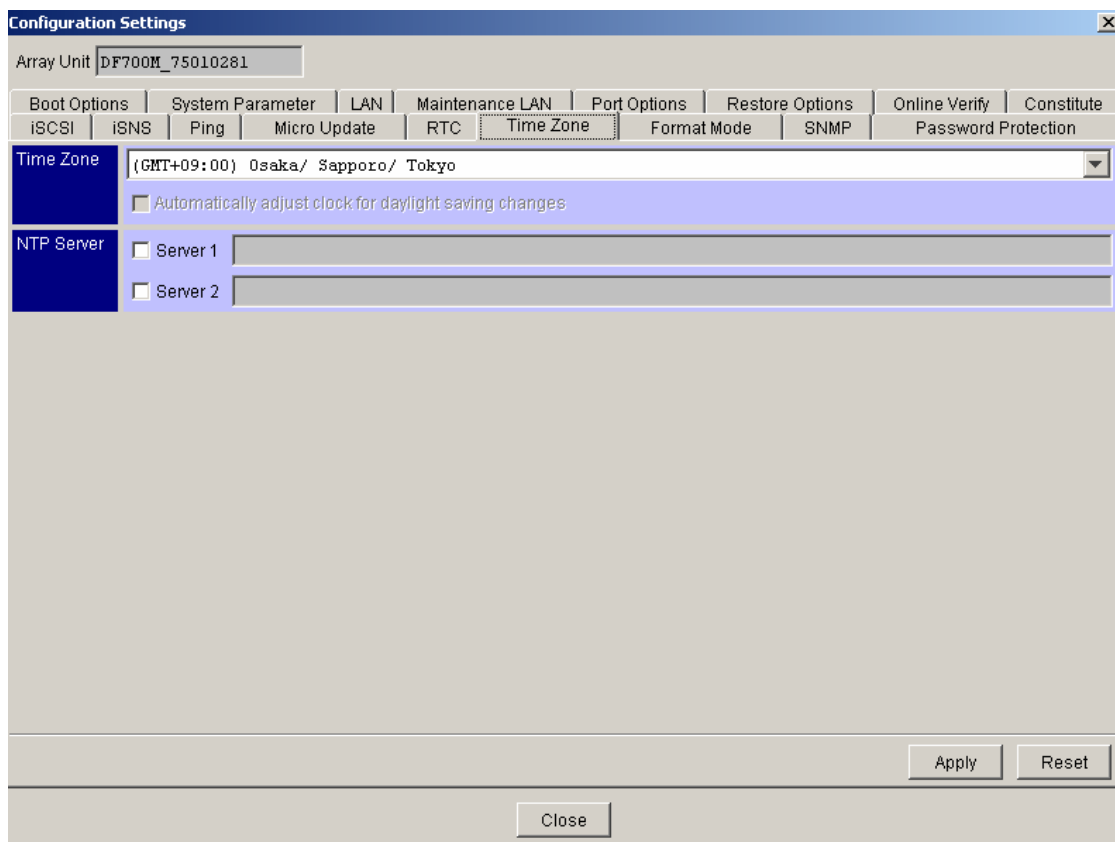 Configuration Settings
Array Unit DF700M_75010281
Boot Options System Parameter LAN Maintenance LAN Port Options Restore Options Online Verify Constitute
iSCSI iSNS Ping Micro Update RTC Time Zone Format Mode SNMP Password Protection
Time Zone (GMT+09:00) Osaka/ Sapporo/ Tokyo
Automatically adjust clock for daylight saving changes
NTP Server Server 1
Server 2
Apply Reset
Close